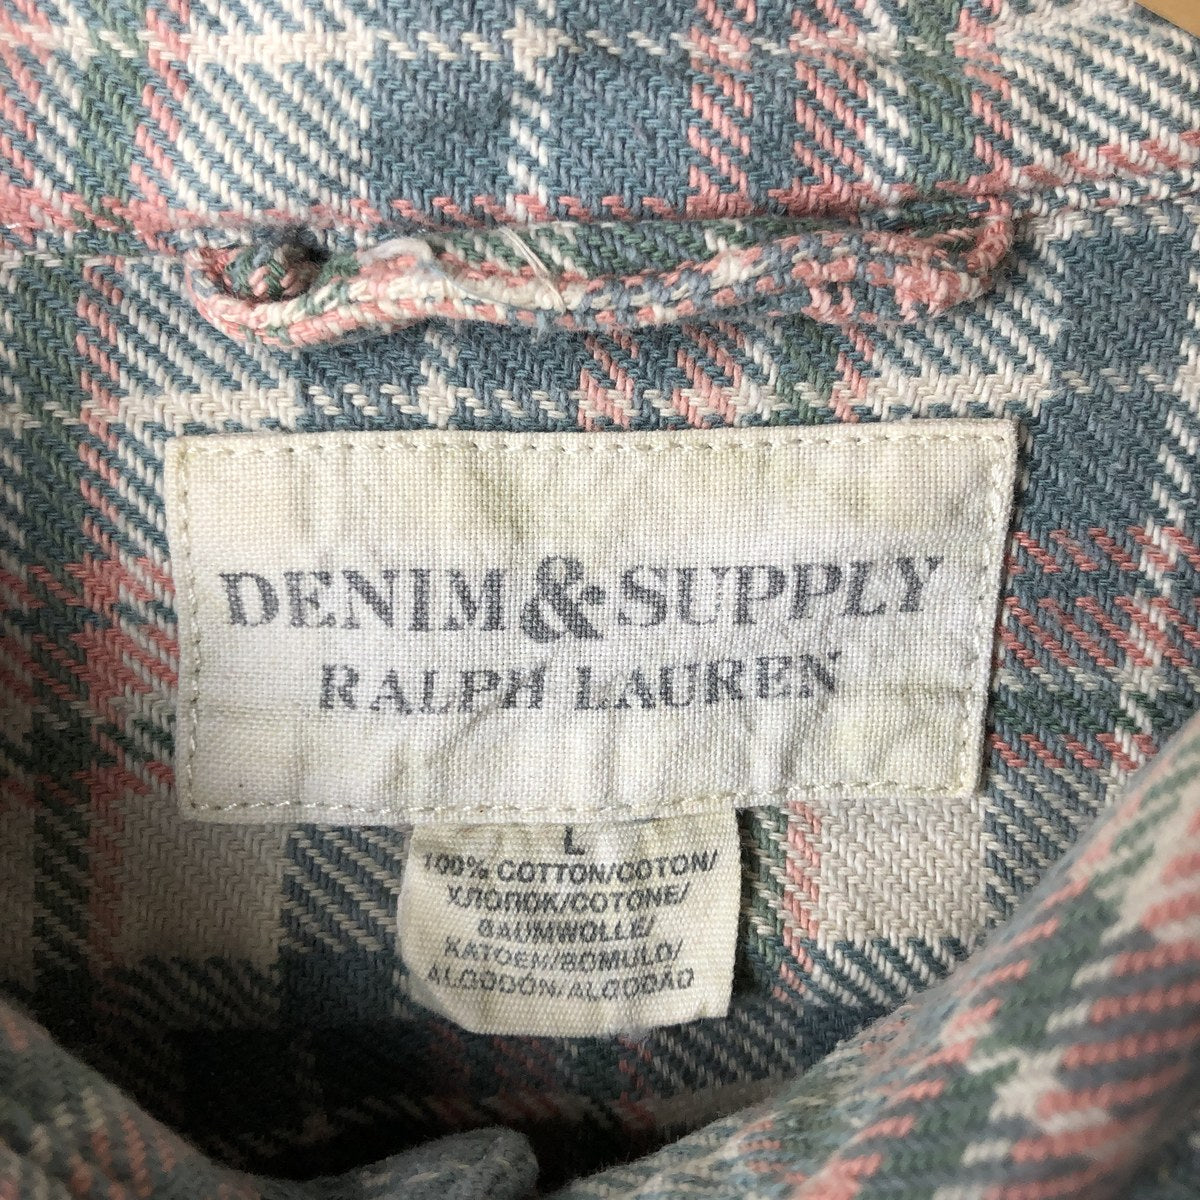 DENIM & SUPPLY
RALPH LAUREN
L
100% COTTON/COTON/
ХЛОПОК/COTONE/
BAUMWOLLE/
KATOEN/BOMULD/
ALGODÓN/ALGODÃO